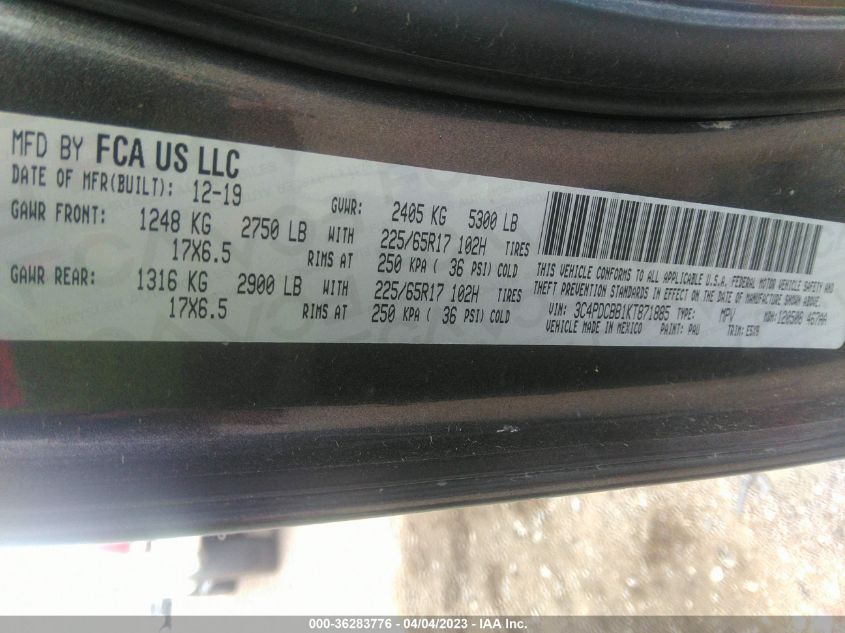 MFD BY FCA US LLC
DATE OF MFR(BUILT): 12-19 GVWR: 2405 KG 5300 LB
GAWR FRONT: 1248 KG 2750 LB WITH 225/65R17 102H TIRES
17X6.5 RIMS AT 250 KPA ( 36 PSI) COLD
GAWR REAR: 1316 KG 2900 LB WITH 225/65R17 102H TIRES
17X6.5 RIMS AT 250 KPA ( 36 PSI) COLD
THIS VEHICLE CONFORMS TO ALL APPLICABLE U.S.A. FEDERAL MOTOR VEHICLE SAFETY AND
THEFT PREVENTION STANDARDS IN EFFECT ON THE DATE OF MANUFACTURE SHOWN ABOVE.
VIN: 3C4PDCBB1KT871885 TYPE: MPV MDH: 120508 467AA
VEHICLE MADE IN MEXICO PAINT: PAU TRIM: E5X9
000-36283776 - 04/04/2023 - IAA Inc.